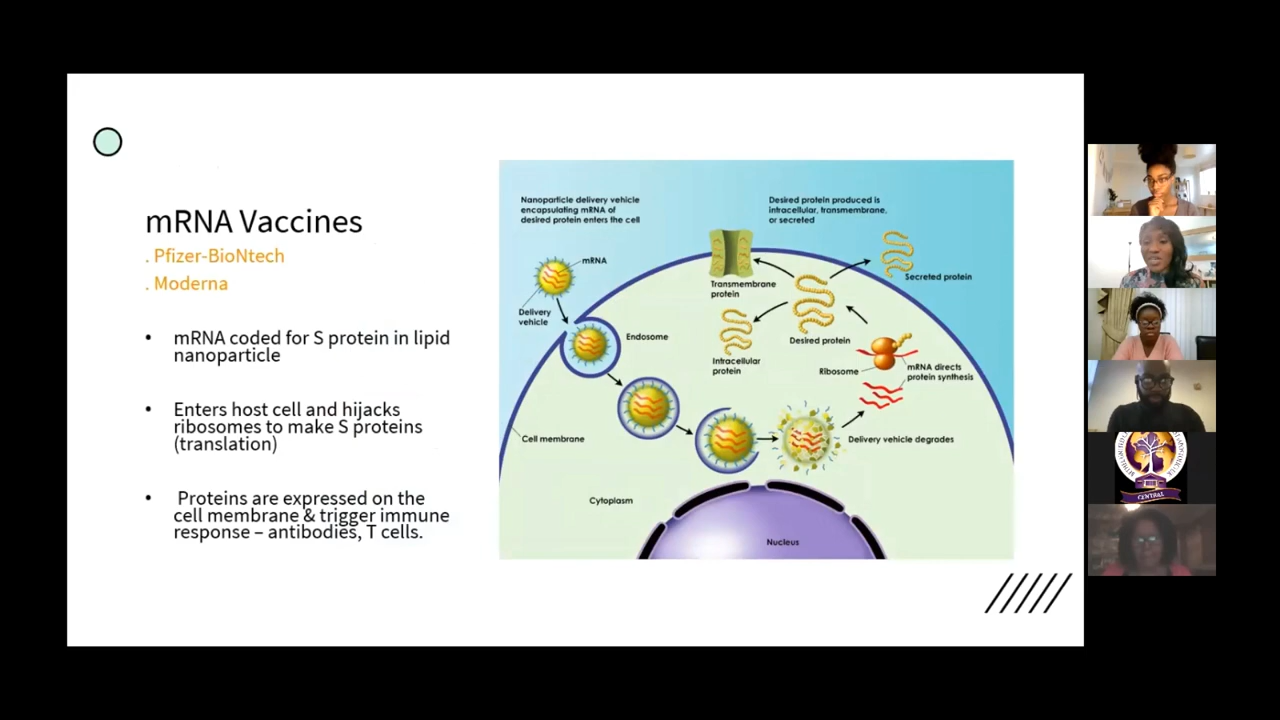 mRNA Vaccines
. Pfizer-BioNtech
. Moderna
• mRNA coded for S protein in lipid
nanoparticle
• Enters host cell and hijacks
ribosomes to make S proteins
(translation)
• Proteins are expressed on the
cell membrane & trigger immune
response – antibodies, T cells.
Nanoparticle delivery vehicle
encapsulating mRNA of
desired protein enters the cell
Desired protein produced is
intracellular, transmembrane,
or secreted
mRNA
Delivery
vehicle
Endosome
Transmembrane
protein
Secreted protein
Intracellular
protein
Desired protein
Ribosome
mRNA directs
protein synthesis
Cell membrane
Delivery vehicle degrades
Cytoplasm
Nucleus
CENTRAL